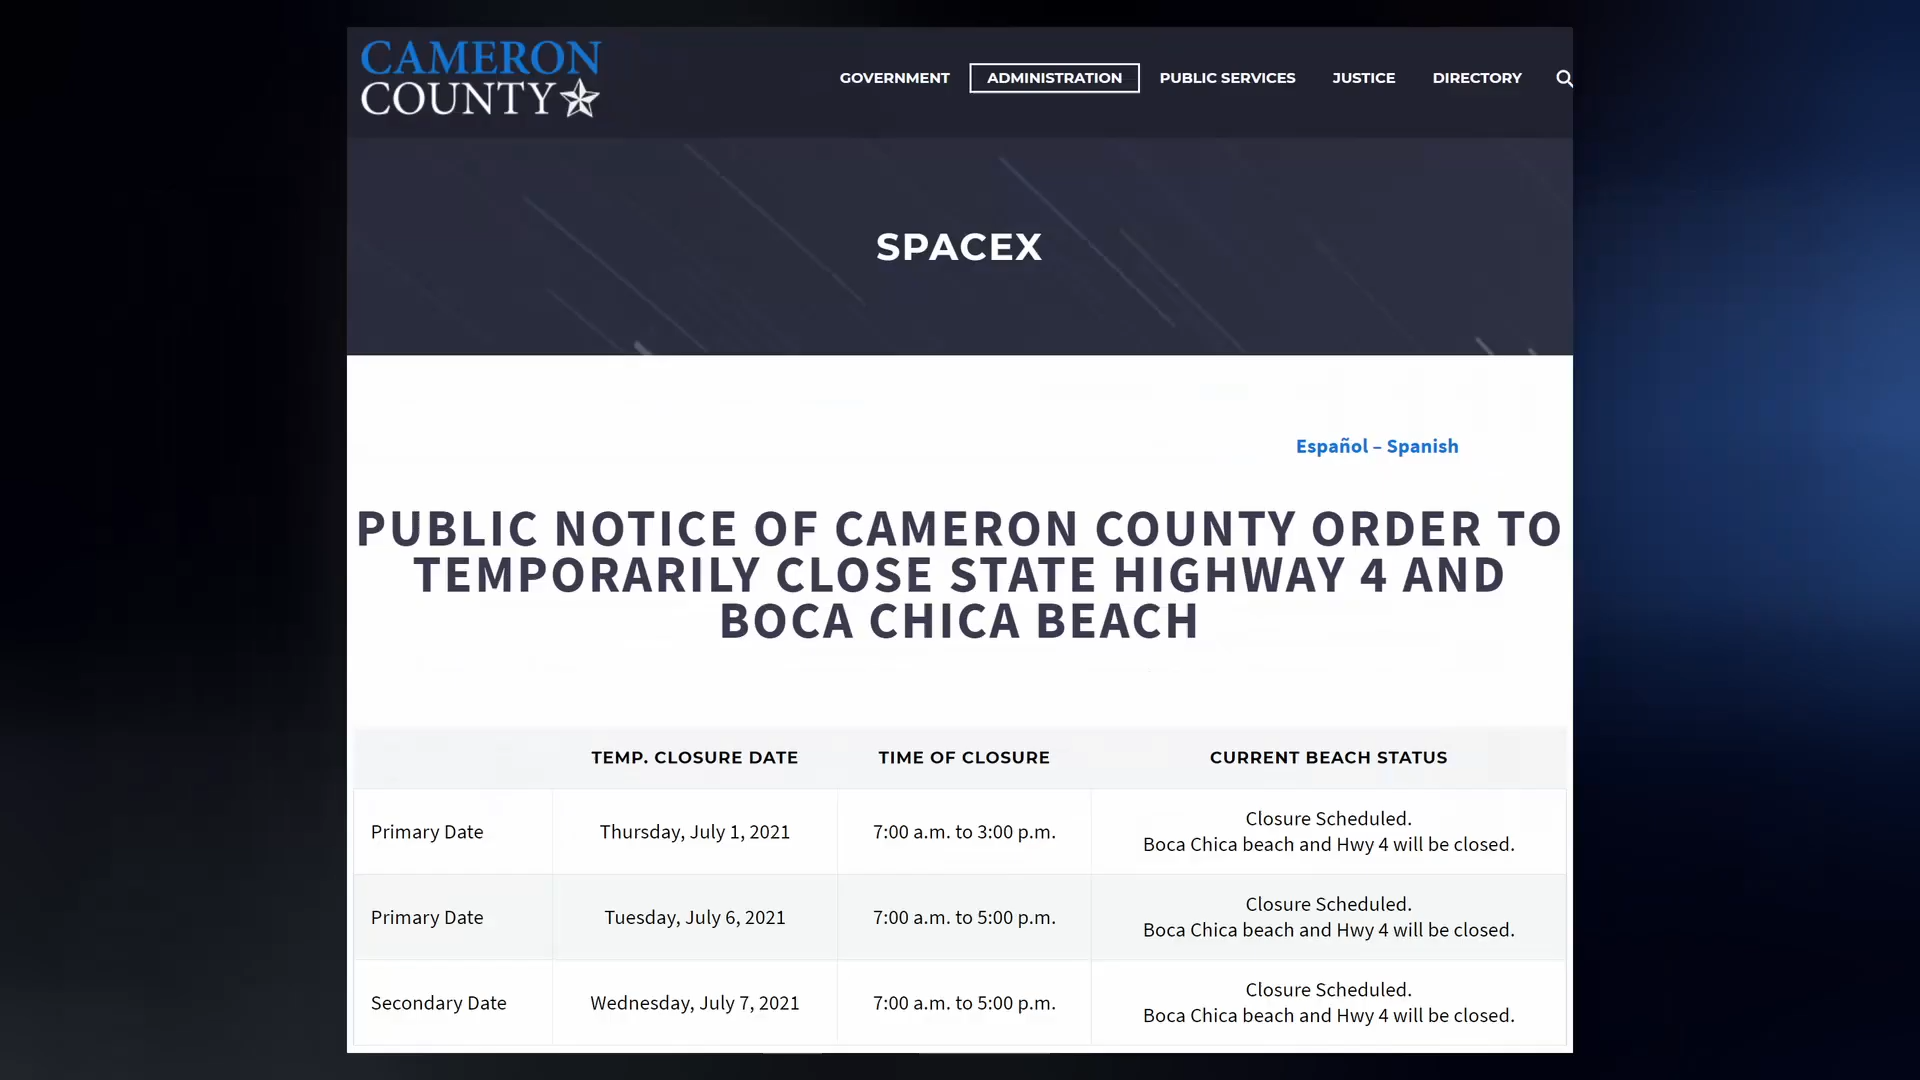 CAMERON
COUNTY
GOVERNMENT ADMINISTRATION PUBLIC SERVICES JUSTICE DIRECTORY
SPACEX
Español – Spanish
PUBLIC NOTICE OF CAMERON COUNTY ORDER TO
TEMPORARILY CLOSE STATE HIGHWAY 4 AND
BOCA CHICA BEACH
TEMP. CLOSURE DATE TIME OF CLOSURE CURRENT BEACH STATUS
Primary Date Thursday, July 1, 2021 7:00 a.m. to 3:00 p.m. Closure Scheduled.
Boca Chica beach and Hwy 4 will be closed.
Primary Date Tuesday, July 6, 2021 7:00 a.m. to 5:00 p.m. Closure Scheduled.
Boca Chica beach and Hwy 4 will be closed.
Secondary Date Wednesday, July 7, 2021 7:00 a.m. to 5:00 p.m. Closure Scheduled.
Boca Chica beach and Hwy 4 will be closed.